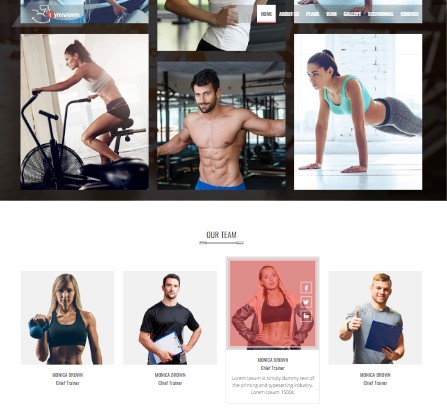 HOME ABOUT US PLANS TEAM GALLERY TESTIMONIAL CONTACT
OUR TEAM
MONICA BROWN
Chief Trainer
MONICA BROWN
Chief Trainer
MONICA BROWN
Chief Trainer
Lorem Ipsum is simply dummy text of
the printing and typesetting industry.
Lorem Ipsum 1500s.
MONICA BROWN
Chief Trainer